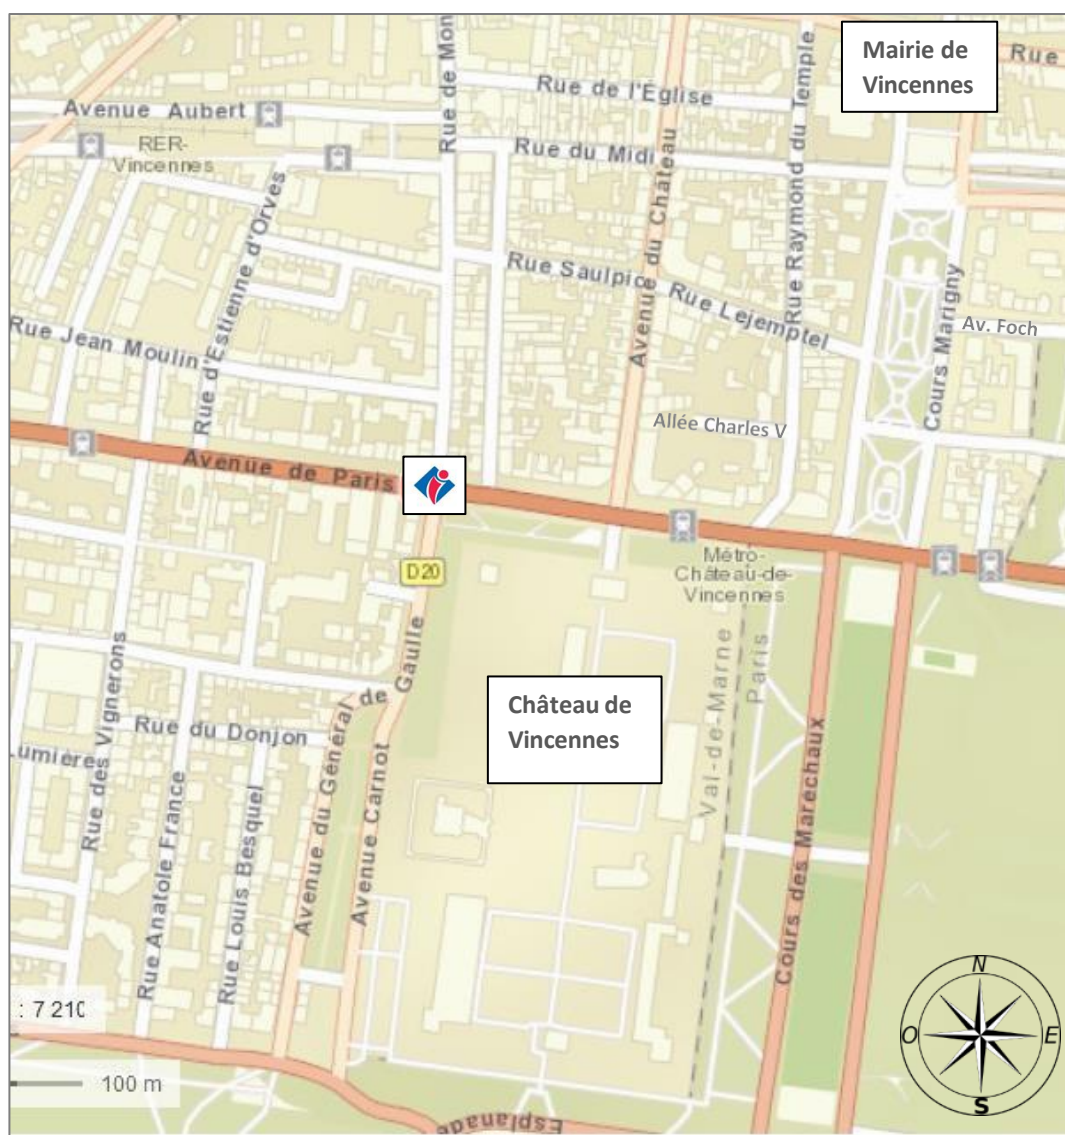 Mairie de
Vincennes
Rue
Rue de Mon
Rue de l'Église
Avenue Aubert
RER-
Vincennes
Rue du Midi
Rue Raymond du Temple
Avenue du Château
Rue d'Estienne d'Orves
Rue Saulpic
Rue Lejemptel
Cours Marigny
Av. Foch
Rue Jean Moulin
Allée Charles V
Avenue de Paris
Métro-
Château-de-
Vincennes
D20
Val-de-Marne
Paris
Château de
Vincennes
Rue des Vignerons
Rue du Donjon
Lumière
Avenue du Général de Gaulle
Avenue Carnot
Rue Anatole France
Rue Louis Besquel
Cours des Maréchaux
: 7 210
100 m
Esplanade
N
O
E
S